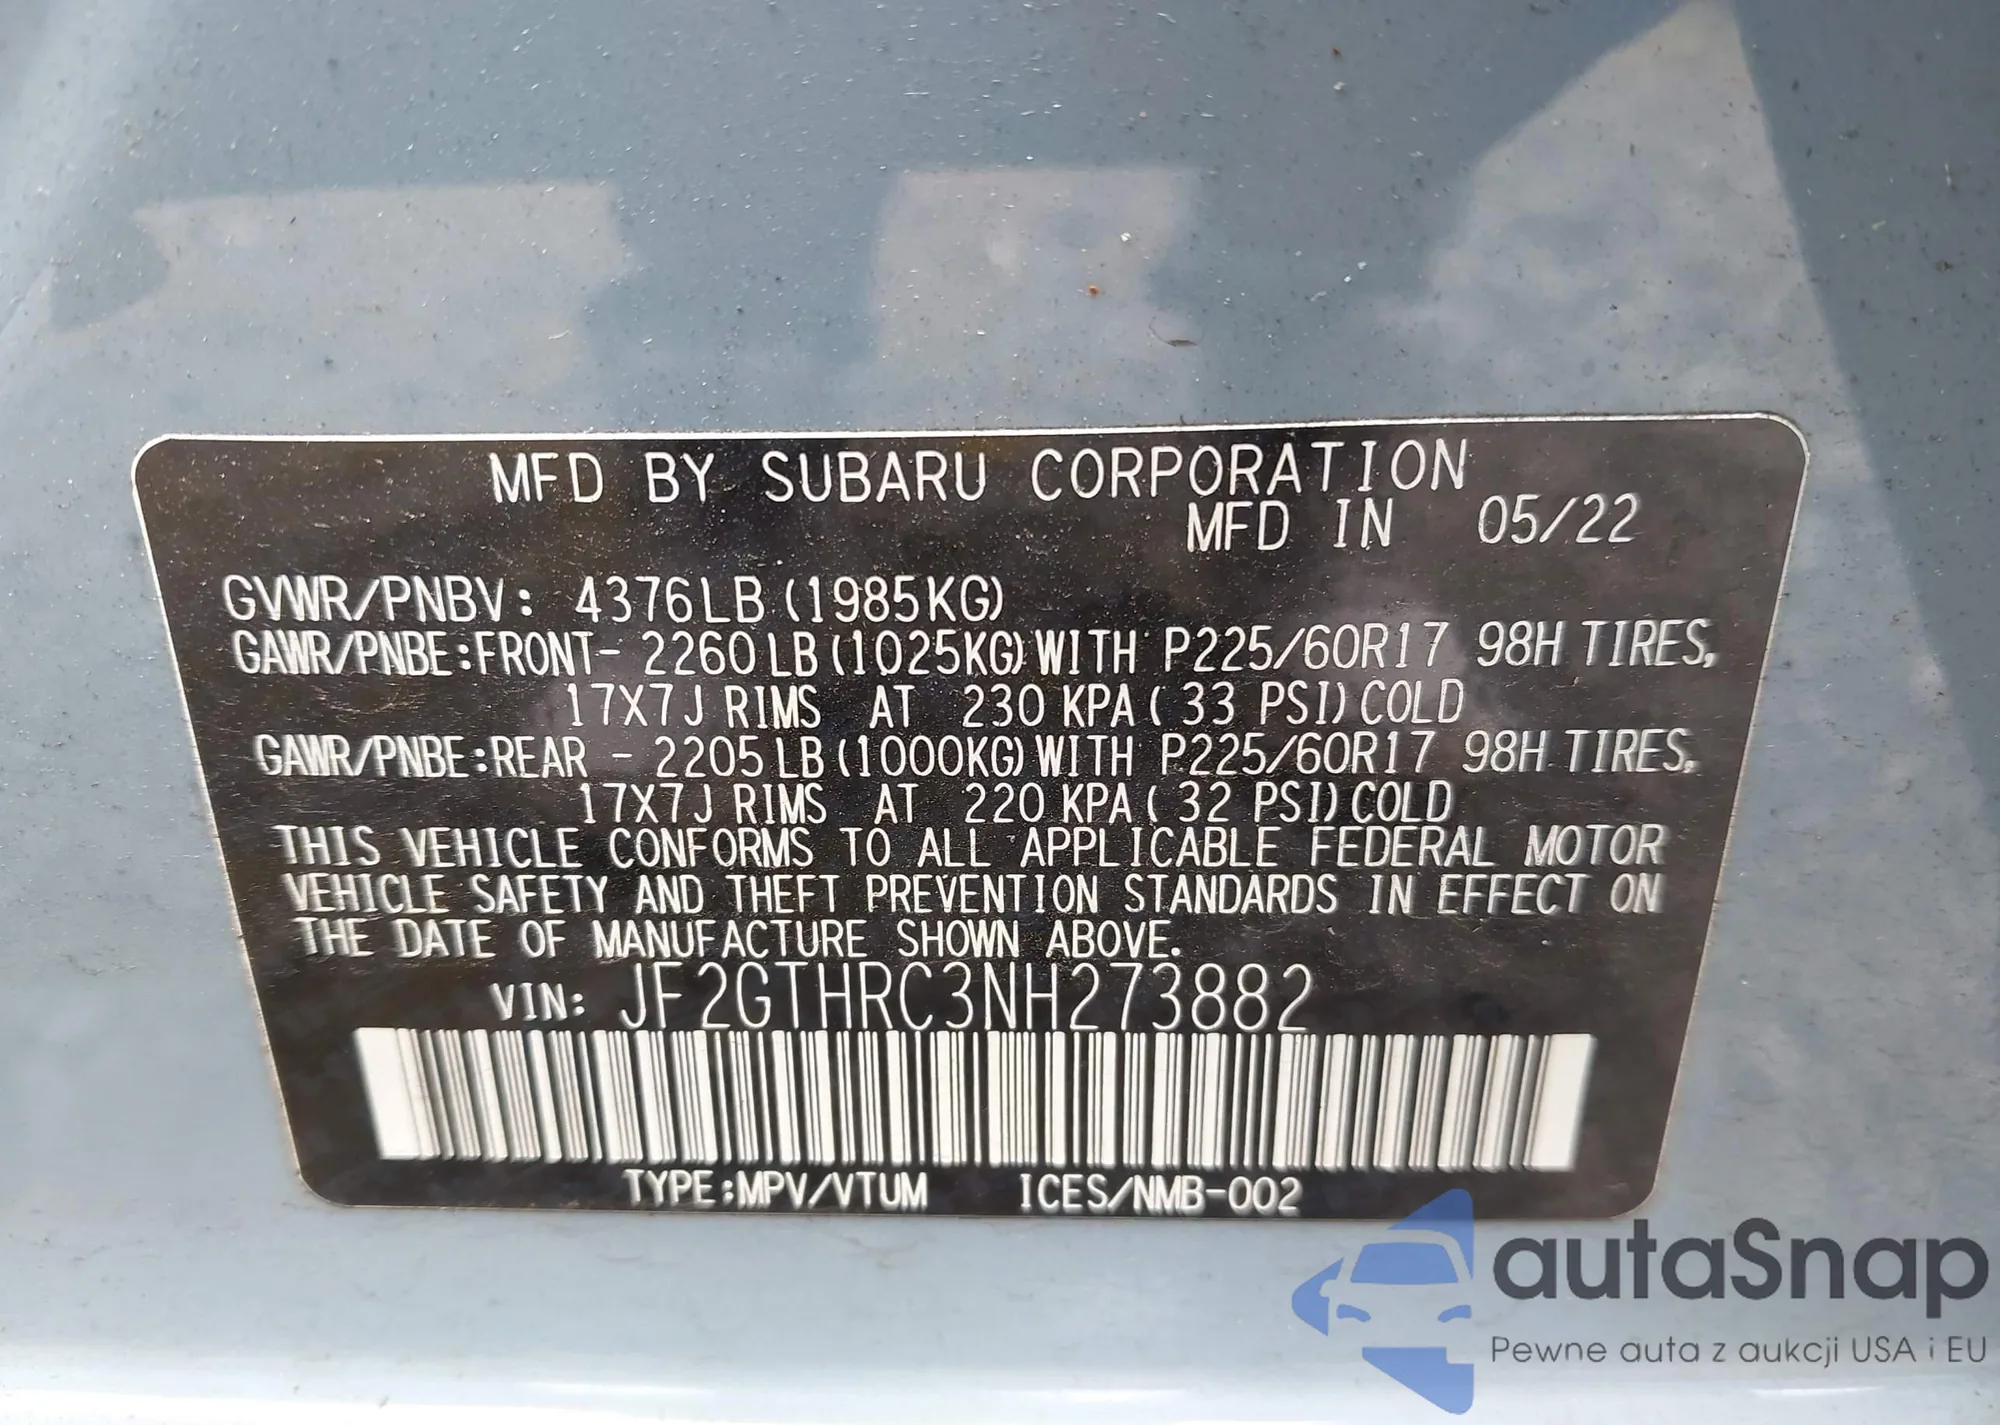 MFD BY SUBARU CORPORATION
MFD IN 05/22
GVWR/PNBV: 4376LB (1985KG)
GAWR/PNBE:FRONT- 2260LB (1025KG) WITH P225/60R17 98H TIRES,
17X7J RIMS AT 230 KPA ( 33 PSI) COLD
GAWR/PNBE:REAR - 2205LB (1000KG) WITH P225/60R17 98H TIRES,
17X7J RIMS AT 220 KPA ( 32 PSI) COLD
THIS VEHICLE CONFORMS TO ALL APPLICABLE FEDERAL MOTOR
VEHICLE SAFETY AND THEFT PREVENTION STANDARDS IN EFFECT ON
THE DATE OF MANUFACTURE SHOWN ABOVE.
VIN: JF2GTHRC3NH273882
TYPE:MPV/VTUM ICES/NMB-002
autaSnap
Pewne auta z aukcji USA i EU